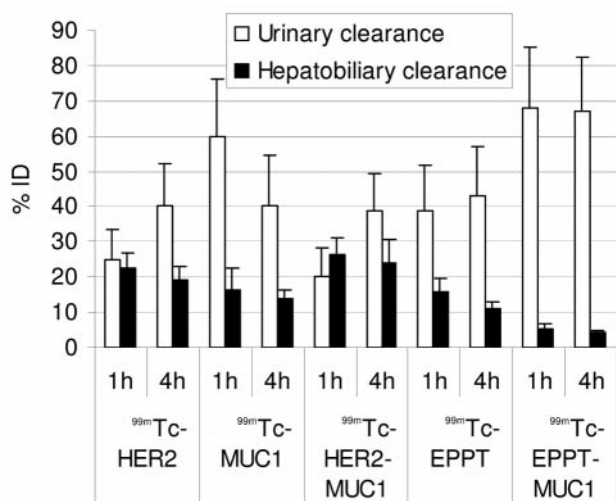 90
80
70
60
50
40
30
20
10
0
% ID
Urinary clearance
Hepatobiliary clearance
1h 4h 1h 4h 1h 4h 1h 4h 1h 4h
99mTc- 99mTc- 99mTc- 99mTc- 99mTc-
HER2 MUC1 HER2- EPPT EPPT-
MUC1 MUC1